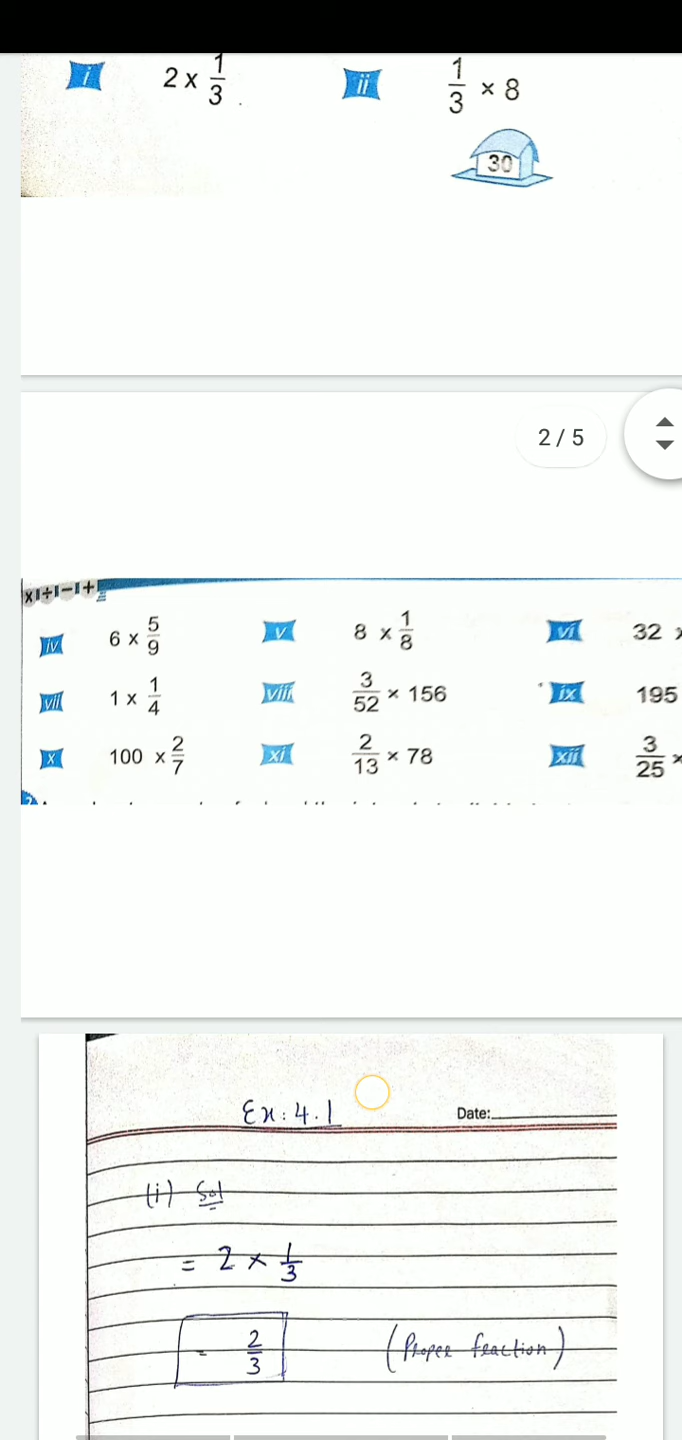 i 2 x 1/3 ii 1/3 × 8
30
2 / 5
x ÷ − +
iv 6 x 5/9 v 8 x 1/8 vi 32
vii 1 x 1/4 viii 3/52 × 156 ix 195
x 100 x 2/7 xi 2/13 × 78 xii 3/25 ×
Ex: 4.1 Date:
(i) Sol
= 2 × 1/3
= 2/3 (Proper fraction)